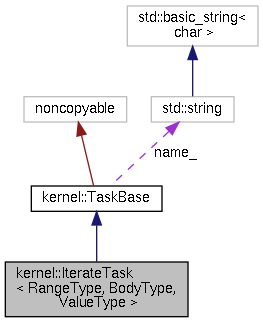 std::basic_string<
char >
noncopyable
std::string
name_
kernel::TaskBase
kernel::IterateTask
< RangeType, BodyType,
ValueType >